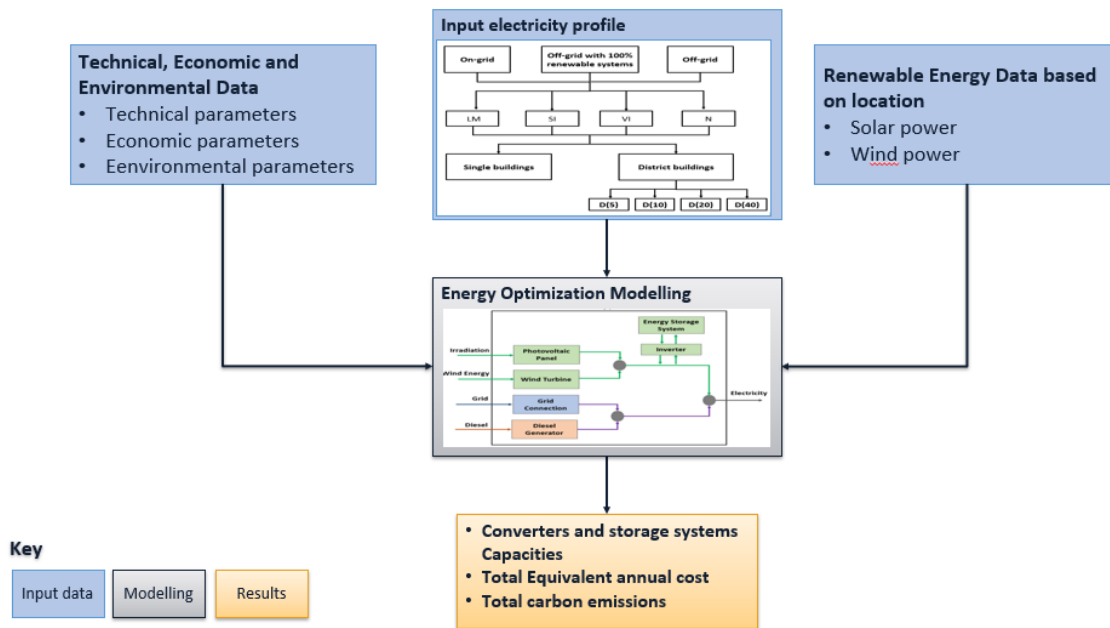 Input electricity profile
On-grid
Off-grid with 100%
renewable systems
Off-grid
LM
SI
VI
N
Single buildings
District buildings
D(5)
D(10)
D(20)
D(40)
Technical, Economic and
Environmental Data
• Technical parameters
• Economic parameters
• Eenvironmental parameters
Renewable Energy Data based
on location
• Solar power
• Wind power
Energy Optimization Modelling
Energy Storage
System
Inverter
Irradiation
Photovoltaic
Panel
Wind Energy
Wind Turbine
Grid
Grid
Connection
Diesel
Diesel
Generator
Electricity
• Converters and storage systems
Capacities
• Total Equivalent annual cost
• Total carbon emissions
Key
Input data
Modelling
Results